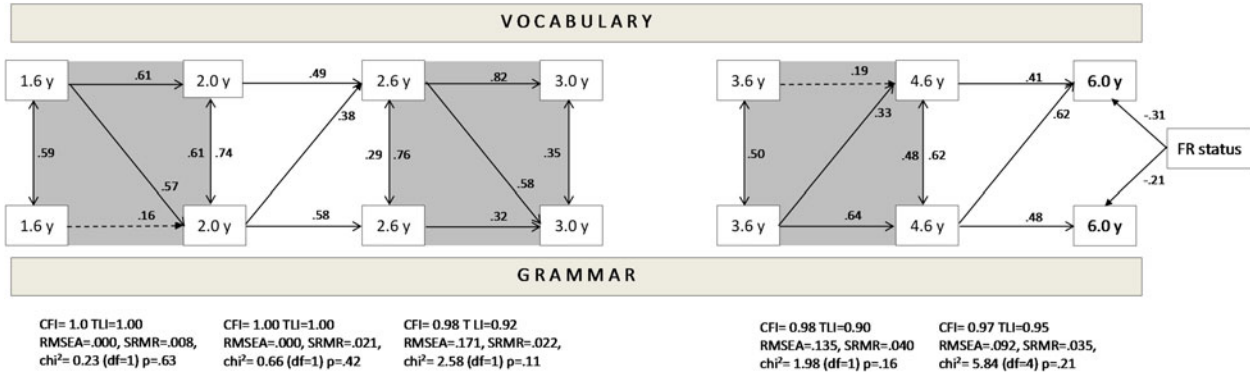 VOCABULARY
1.6 y .61 2.0 y .49 2.6 y .82 3.0 y 3.6 y .19 4.6 y .41 6.0 y
.38 .33 .62 -.31
.59 .61 .74 .29 .76 .35 .50 .48 .62 FR status
.57 .58 -.21
1.6 y .16 2.0 y .58 2.6 y .32 3.0 y 3.6 y .64 4.6 y .48 6.0 y
GRAMMAR
CFI= 1.0 TLI=1.00
RMSEA=.000, SRMR=.008,
chi²= 0.23 (df=1) p=.63
CFI= 1.00 TLI=1.00
RMSEA=.000, SRMR=.021,
chi²= 0.66 (df=1) p=.42
CFI= 0.98 T LI=0.92
RMSEA=.171, SRMR=.022,
chi²= 2.58 (df=1) p=.11
CFI= 0.98 TLI=0.90
RMSEA=.135, SRMR=.040
chi²= 1.98 (df=1) p=.16
CFI= 0.97 TLI=0.95
RMSEA=.092, SRMR=.035,
chi²= 5.84 (df=4) p=.21